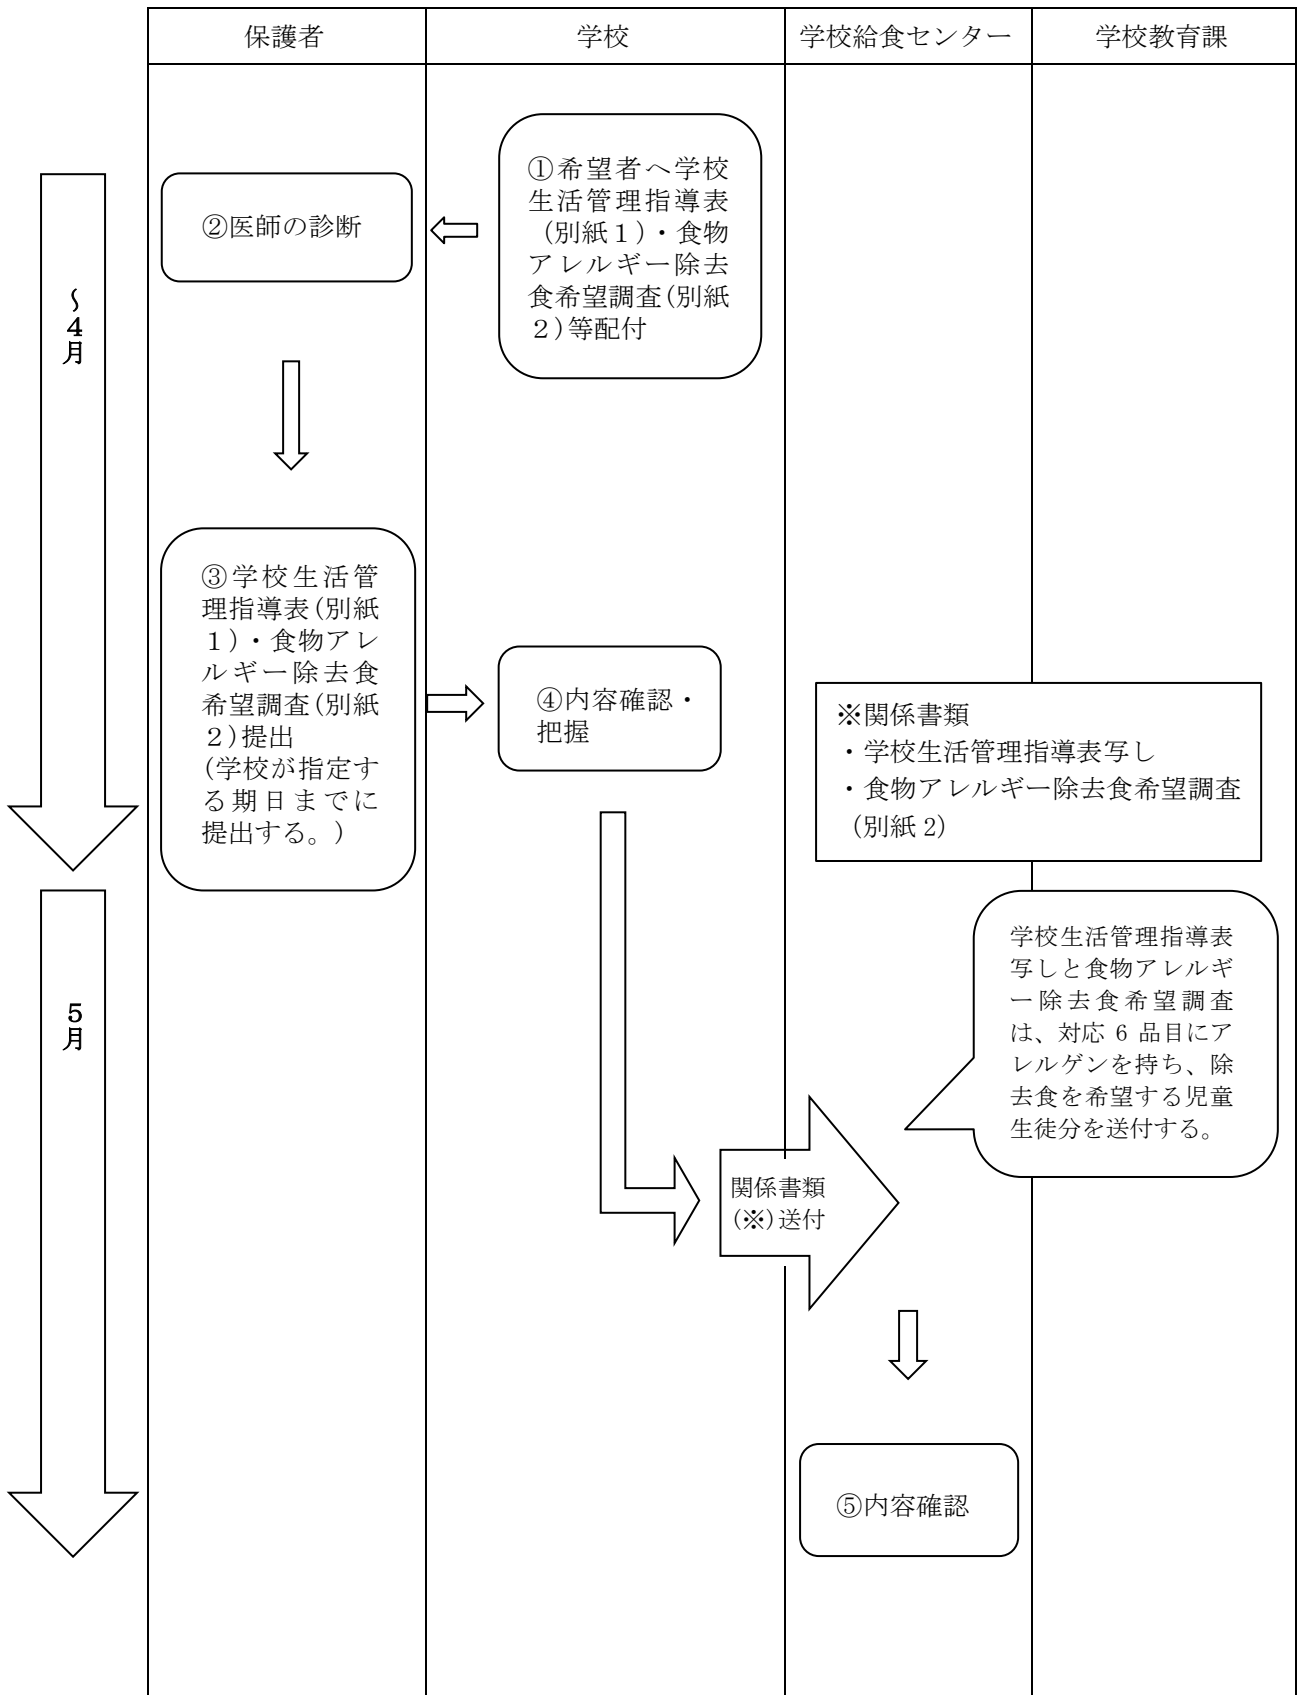 保護者
学校
学校給食センター
学校教育課
～4月
①希望者へ学校
生活管理指導表
(別紙１)・食物
アレルギー除去
食希望調査(別紙
２)等配付
②医師の診断
③学校生活管
理指導表(別紙
１)・食物アレ
ルギー除去食
希望調査(別紙
２)提出
(学校が指定す
る期日までに
提出する。)
④内容確認・
把握
※関係書類
・学校生活管理指導表写し
・食物アレルギー除去食希望調査
(別紙 2)
5月
学校生活管理指導表
写しと食物アレルギ
ー除去食希望調査
は、対応 6 品目にア
レルゲンを持ち、除
去食を希望する児童
生徒分を送付する。
関係書類
(※)送付
⑤内容確認